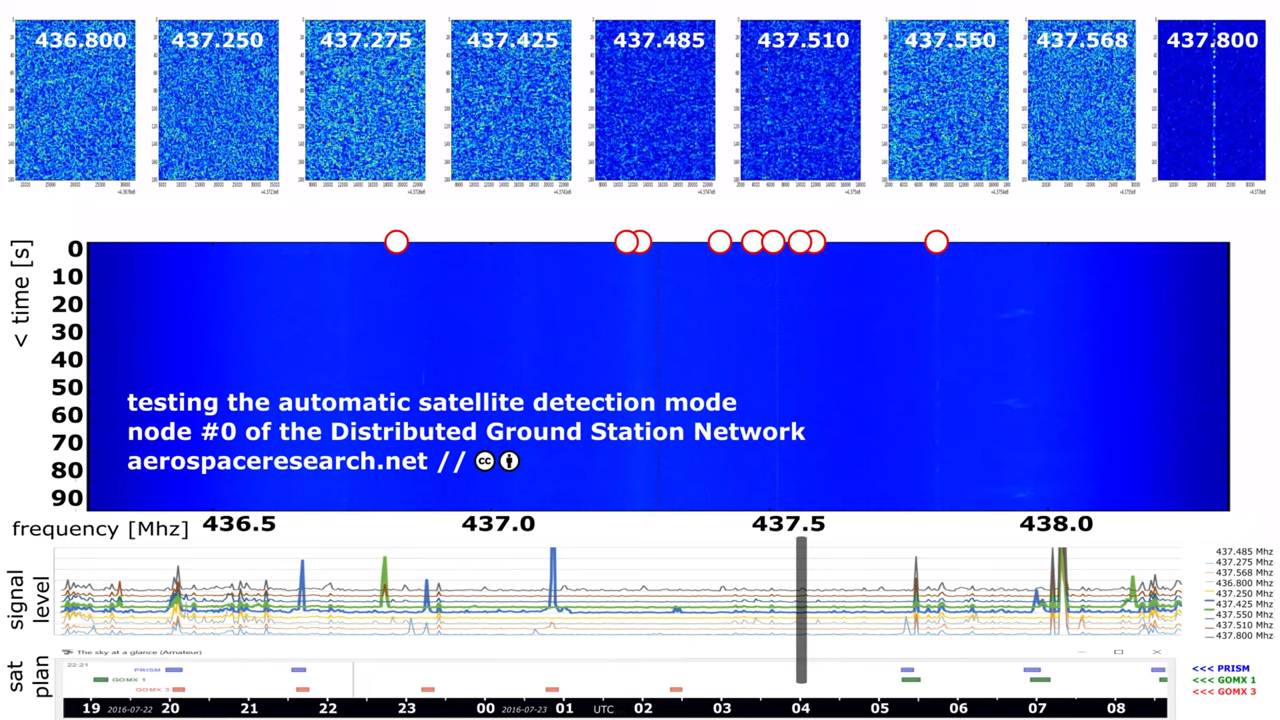 436.800 437.250 437.275 437.425 437.485 437.510 437.550 437.568 437.800
< time [s]
0
10
20
30
40
50
60
70
80
90
testing the automatic satellite detection mode
node #0 of the Distributed Ground Station Network
aerospaceresearch.net // cc
frequency [Mhz] 436.5 437.0 437.5 438.0
signal level
437.485 Mhz
437.275 Mhz
437.568 Mhz
436.800 Mhz
437.250 Mhz
437.425 Mhz
437.550 Mhz
437.510 Mhz
437.800 Mhz
The sky at a glance (Amateur)
sat plan
22:21
PRISM
GOMX 1
GOMX 3
<<< PRISM
<<< GOMX 1
<<< GOMX 3
19 2016-07-22 20 21 22 23 00 2016-07-23 01 UTC 02 03 04 05 06 07 08